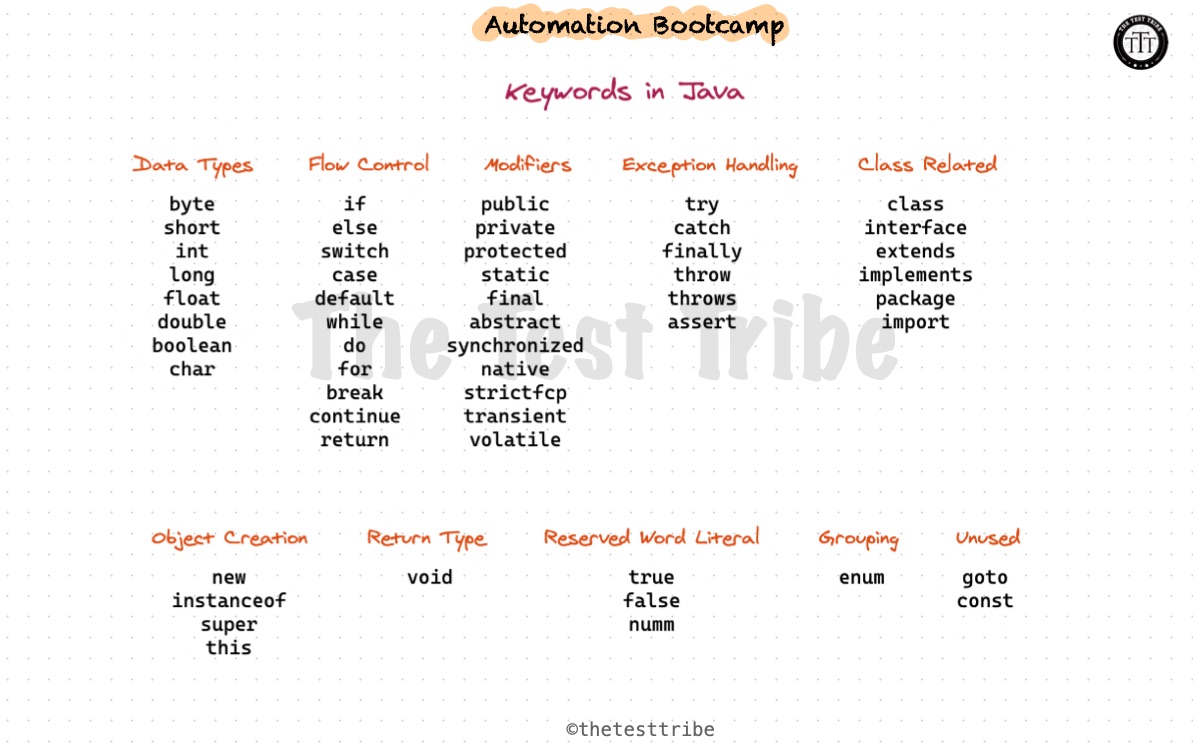 Automation Bootcamp
THE TEST TRIBE
TTT
Keywords in Java
Data Types
byte
short
int
long
float
double
boolean
char
Flow Control
if
else
switch
case
default
while
do
for
break
continue
return
Modifiers
public
private
protected
static
final
abstract
synchronized
native
strictfcp
transient
volatile
Exception Handling
try
catch
finally
throw
throws
assert
Class Related
class
interface
extends
implements
package
import
The Test Tribe
Object Creation
new
instanceof
super
this
Return Type
void
Reserved Word Literal
true
false
numm
Grouping
enum
Unused
goto
const
©thetesttribe